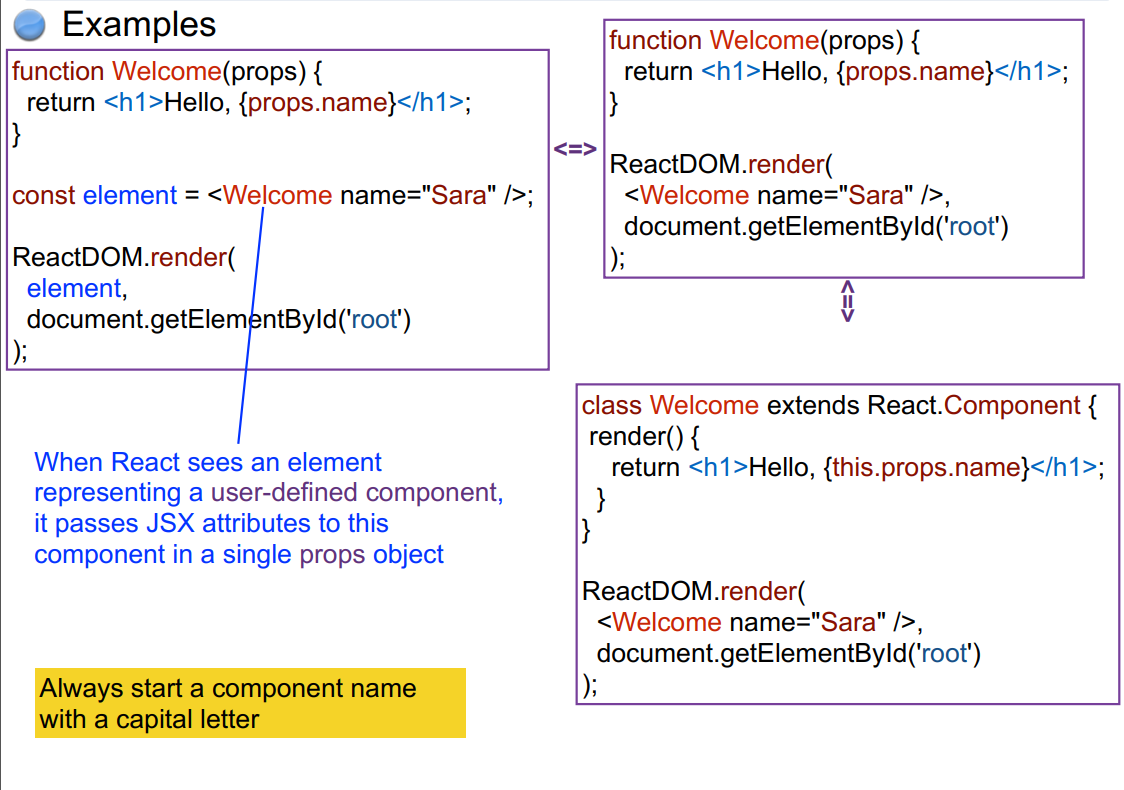 Examples
function Welcome(props) {
return <h1>Hello, {props.name}</h1>;
}
const element = <Welcome name="Sara" />;
ReactDOM.render(
element,
document.getElementById('root')
);
<=>
function Welcome(props) {
return <h1>Hello, {props.name}</h1>;
}
ReactDOM.render(
<Welcome name="Sara" />,
document.getElementById('root')
);
<=>
class Welcome extends React.Component {
render() {
return <h1>Hello, {this.props.name}</h1>;
}
}
ReactDOM.render(
<Welcome name="Sara" />,
document.getElementById('root')
);
When React sees an element
representing a user-defined component,
it passes JSX attributes to this
component in a single props object
Always start a component name
with a capital letter